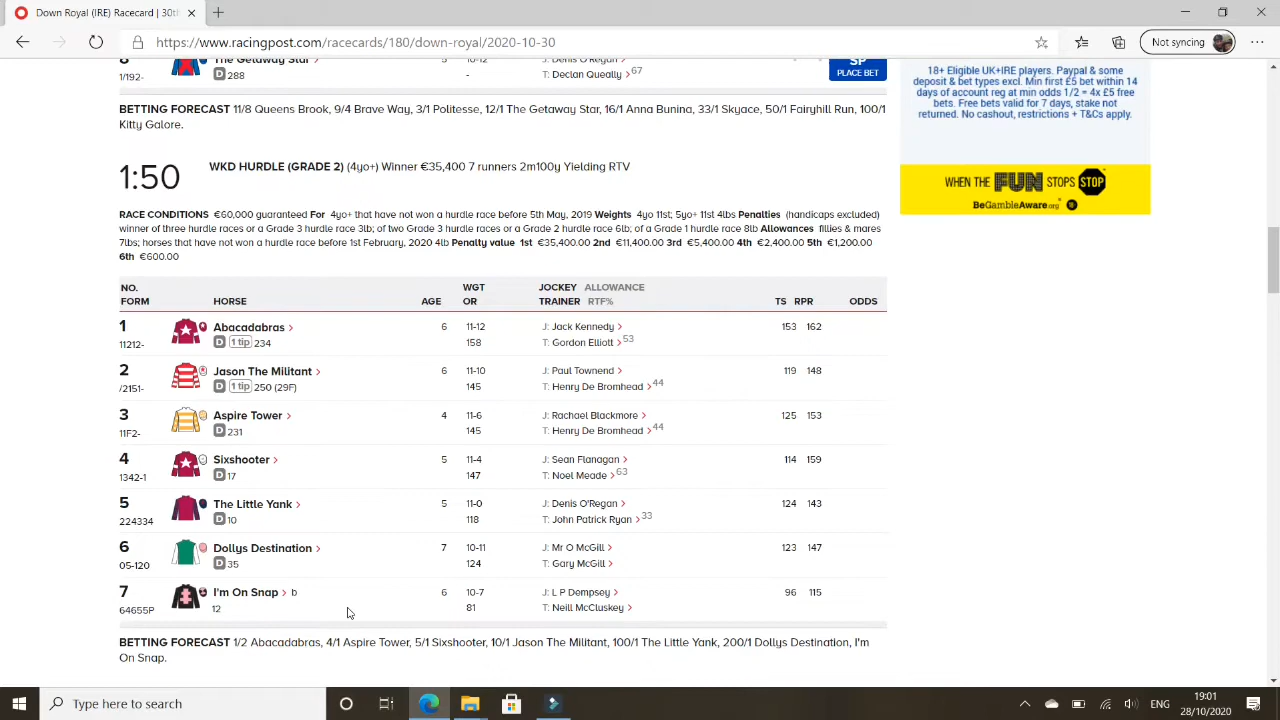 Down Royal (IRE) Racecard | 30th
https://www.racingpost.com/racecards/180/down-royal/2020-10-30
Not syncing
8 The Getaway Star 5 10-12 J: Denis O'Regan
1/192- D 288 - T: Declan Queally 67
SP
PLACE BET
18+ Eligible UK+IRE players. Paypal & some
deposit & bet types excl. Min first £5 bet within 14
days of account reg at min odds 1/2 = 4x £5 free
bets. Free bets valid for 7 days, stake not
returned. No cashout, restrictions + T&Cs apply.
WHEN THE FUN STOPS STOP
BeGambleAware.org
BETTING FORECAST 11/8 Queens Brook, 9/4 Brave Way, 3/1 Politesse, 12/1 The Getaway Star, 16/1 Anna Bunina, 33/1 Skyace, 50/1 Fairyhill Run, 100/1
Kitty Galore.
1:50 WKD HURDLE (GRADE 2) (4yo+) Winner €35,400 7 runners 2m100y Yielding RTV
RACE CONDITIONS €60,000 guaranteed For 4yo+ that have not won a hurdle race before 5th May, 2019 Weights 4yo 11st; 5yo+ 11st 4lbs Penalties (handicaps excluded)
winner of three hurdle races or a Grade 3 hurdle race 3lb; of two Grade 3 hurdle races or a Grade 2 hurdle race 6lb; of a Grade 1 hurdle race 8lb Allowances fillies & mares
7lbs; horses that have not won a hurdle race before 1st February, 2020 4lb Penalty value 1st €35,400.00 2nd €11,400.00 3rd €5,400.00 4th €2,400.00 5th €1,200.00
6th €600.00
NO. WGT JOCKEY ALLOWANCE
FORM HORSE AGE OR TRAINER RTF% TS RPR ODDS
1 Abacadabras 6 11-12 J: Jack Kennedy 153 162
11212- D 1 tip 234 158 T: Gordon Elliott 53
2 Jason The Militant 6 11-10 J: Paul Townend 119 148
/2151- D 1 tip 250 (29F) 145 T: Henry De Bromhead 44
3 Aspire Tower 4 11-6 J: Rachael Blackmore 125 153
11F2- D 231 145 T: Henry De Bromhead 44
4 Sixshooter 5 11-4 J: Sean Flanagan 114 159
1342-1 D 17 147 T: Noel Meade 63
5 The Little Yank 5 11-0 J: Denis O'Regan 124 143
224334 D 10 118 T: John Patrick Ryan 33
6 Dollys Destination 7 10-11 J: Mr O McGill 123 147
05-120 D 35 124 T: Gary McGill
7 I'm On Snap b 6 10-7 J: L P Dempsey 96 115
64655P 12 81 T: Neill McCluskey
BETTING FORECAST 1/2 Abacadabras, 4/1 Aspire Tower, 5/1 Sixshooter, 10/1 Jason The Militant, 100/1 The Little Yank, 200/1 Dollys Destination, I'm
On Snap.
Type here to search
ENG
19:01
28/10/2020